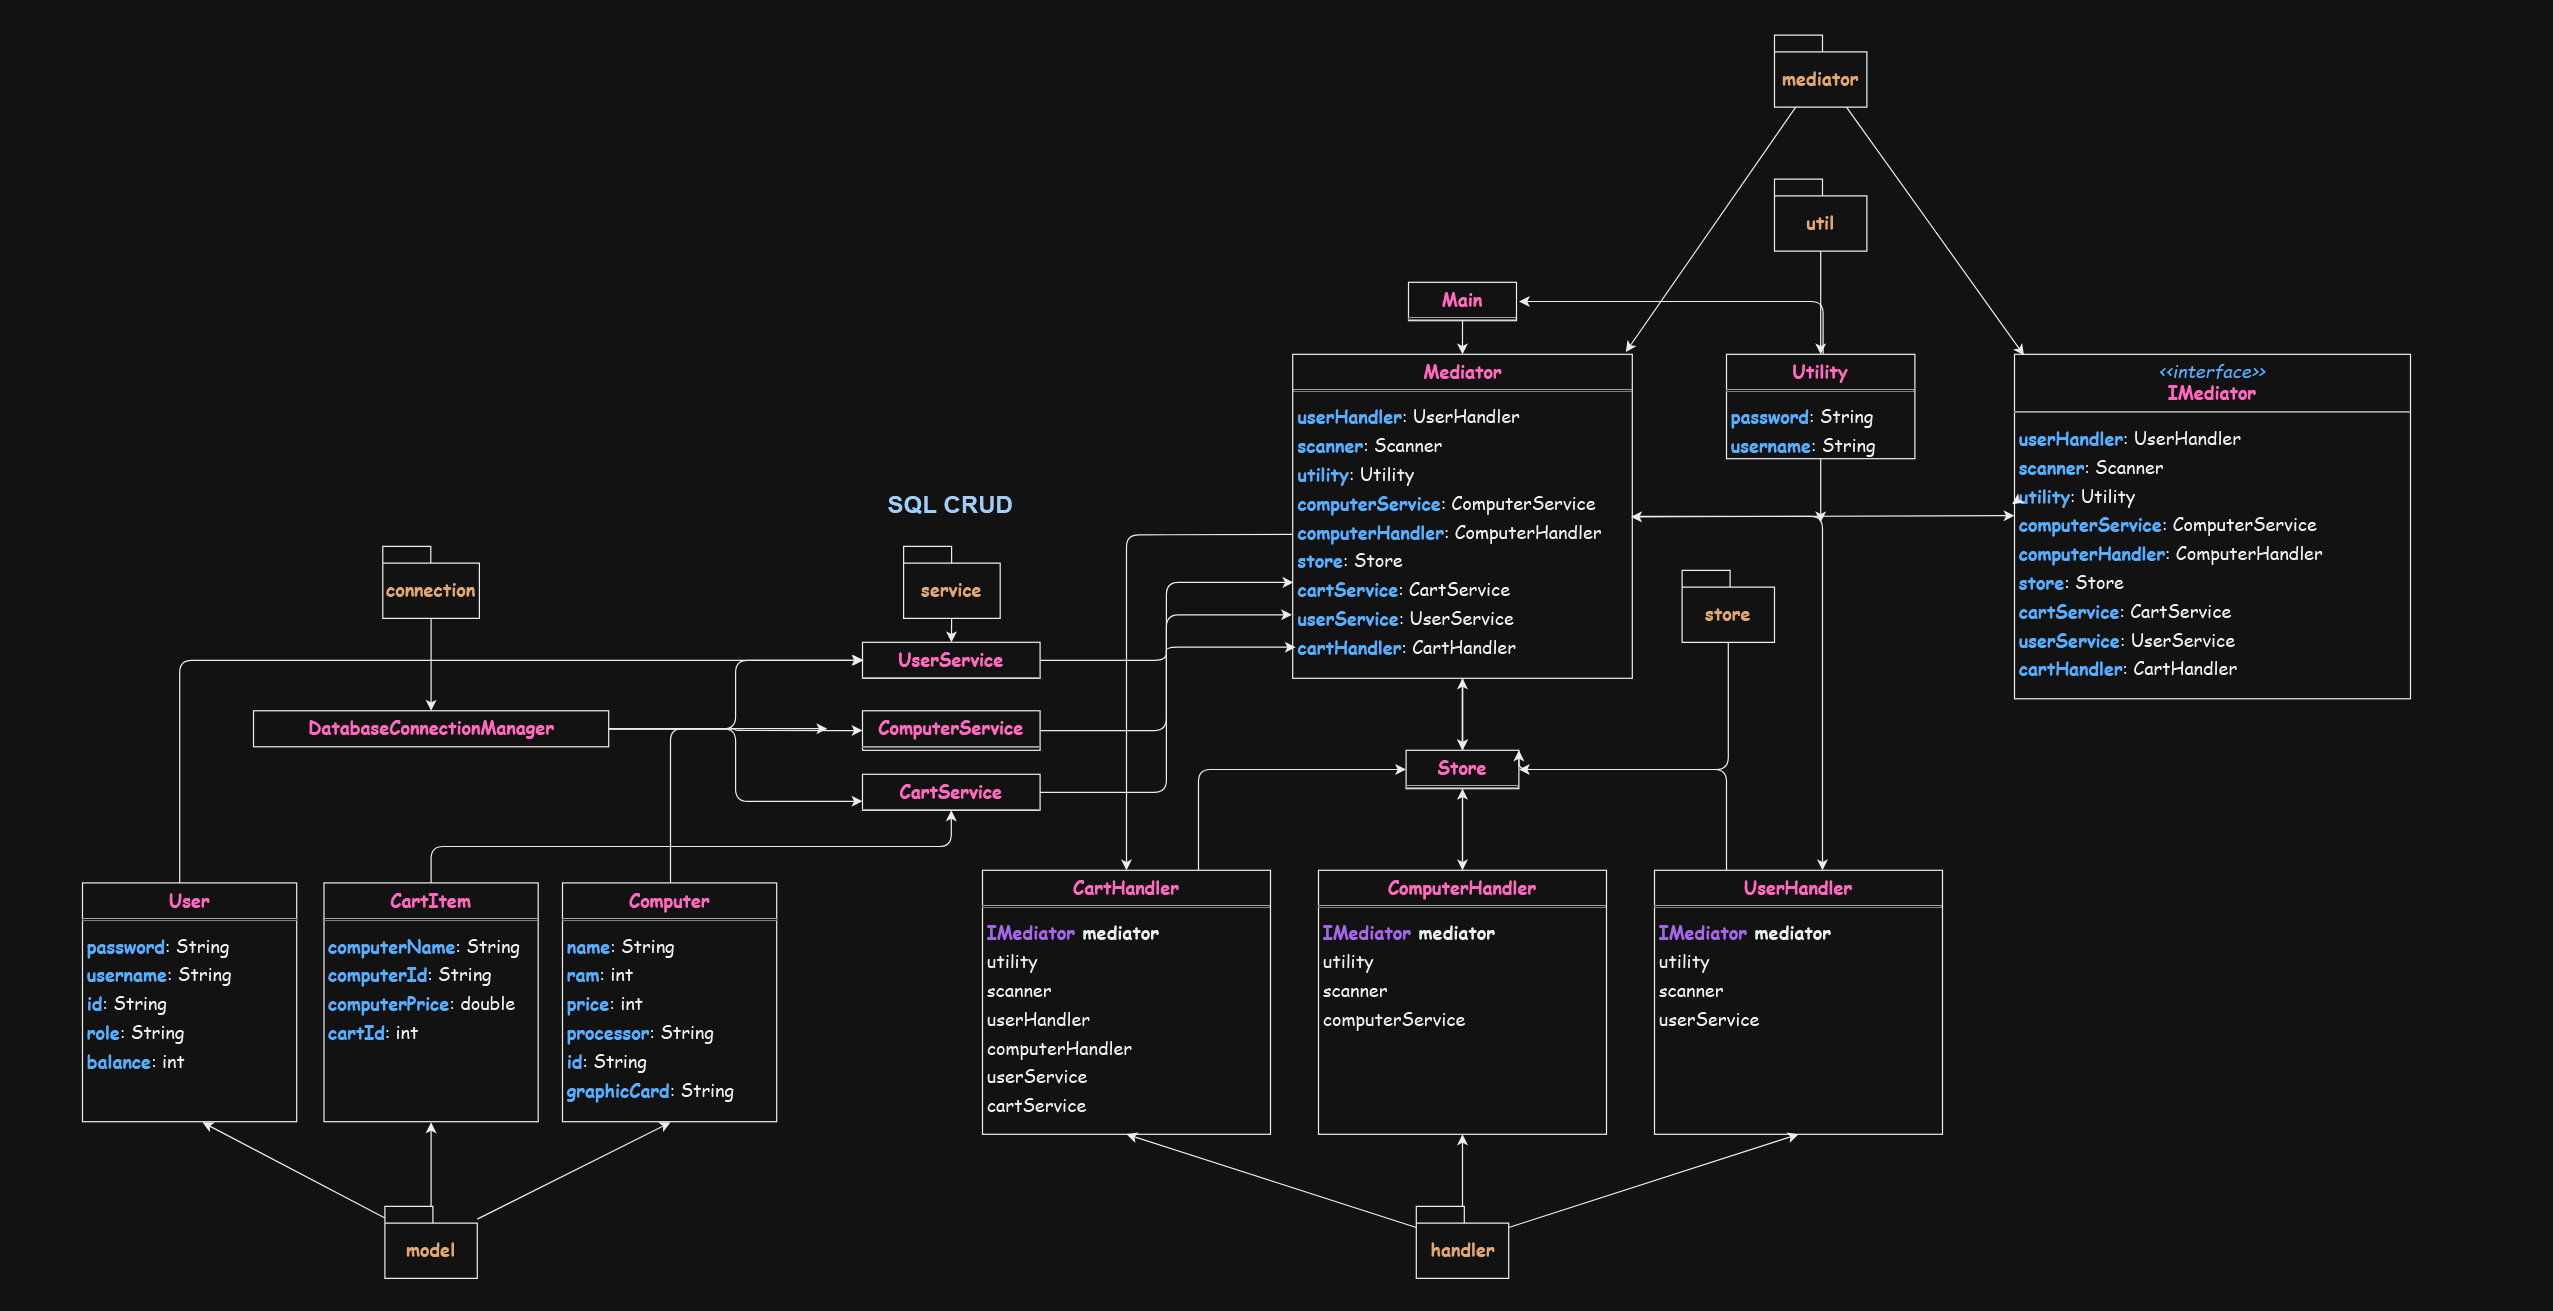 mediator
util
Main
Mediator
userHandler: UserHandler
scanner: Scanner
utility: Utility
computerService: ComputerService
computerHandler: ComputerHandler
store: Store
cartService: CartService
userService: UserService
cartHandler: CartHandler
Utility
password: String
username: String
<<interface>>
IMediator
userHandler: UserHandler
scanner: Scanner
utility: Utility
computerService: ComputerService
computerHandler: ComputerHandler
store: Store
cartService: CartService
userService: UserService
cartHandler: CartHandler
SQL CRUD
connection
service
store
UserService
DatabaseConnectionManager
ComputerService
CartService
Store
User
password: String
username: String
id: String
role: String
balance: int
CartItem
computerName: String
computerId: String
computerPrice: double
cartId: int
Computer
name: String
ram: int
price: int
processor: String
id: String
graphicCard: String
CartHandler
IMediator mediator
utility
scanner
userHandler
computerHandler
userService
cartService
ComputerHandler
IMediator mediator
utility
scanner
computerService
UserHandler
IMediator mediator
utility
scanner
userService
model
handler